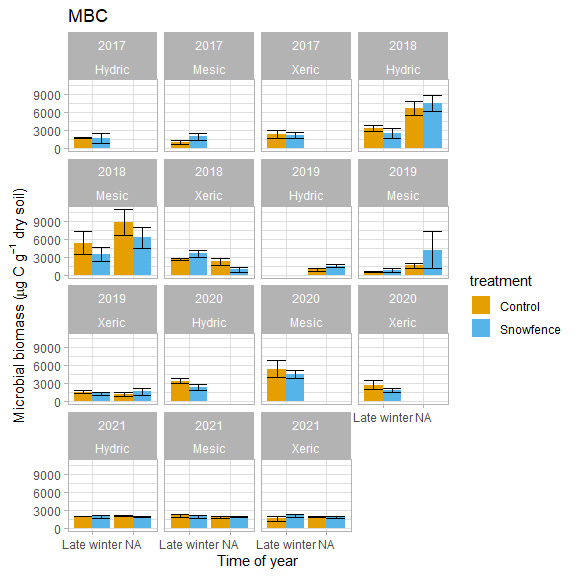 MBC
2017 2017 2017 2018
Hydric Mesic Xeric Hydric
9000
6000
3000
0
2018 2018 2019 2019
Mesic Xeric Hydric Mesic
9000
6000
3000
0
2019 2020 2020 2020
Xeric Hydric Mesic Xeric
9000
6000
3000
0
Late winter NA
2021 2021 2021
Hydric Mesic Xeric
9000
6000
3000
0
Late winter NA Late winter NA Late winter NA
Time of year
Microbial biomass (µg C g⁻¹ dry soil)
treatment
Control
Snowfence